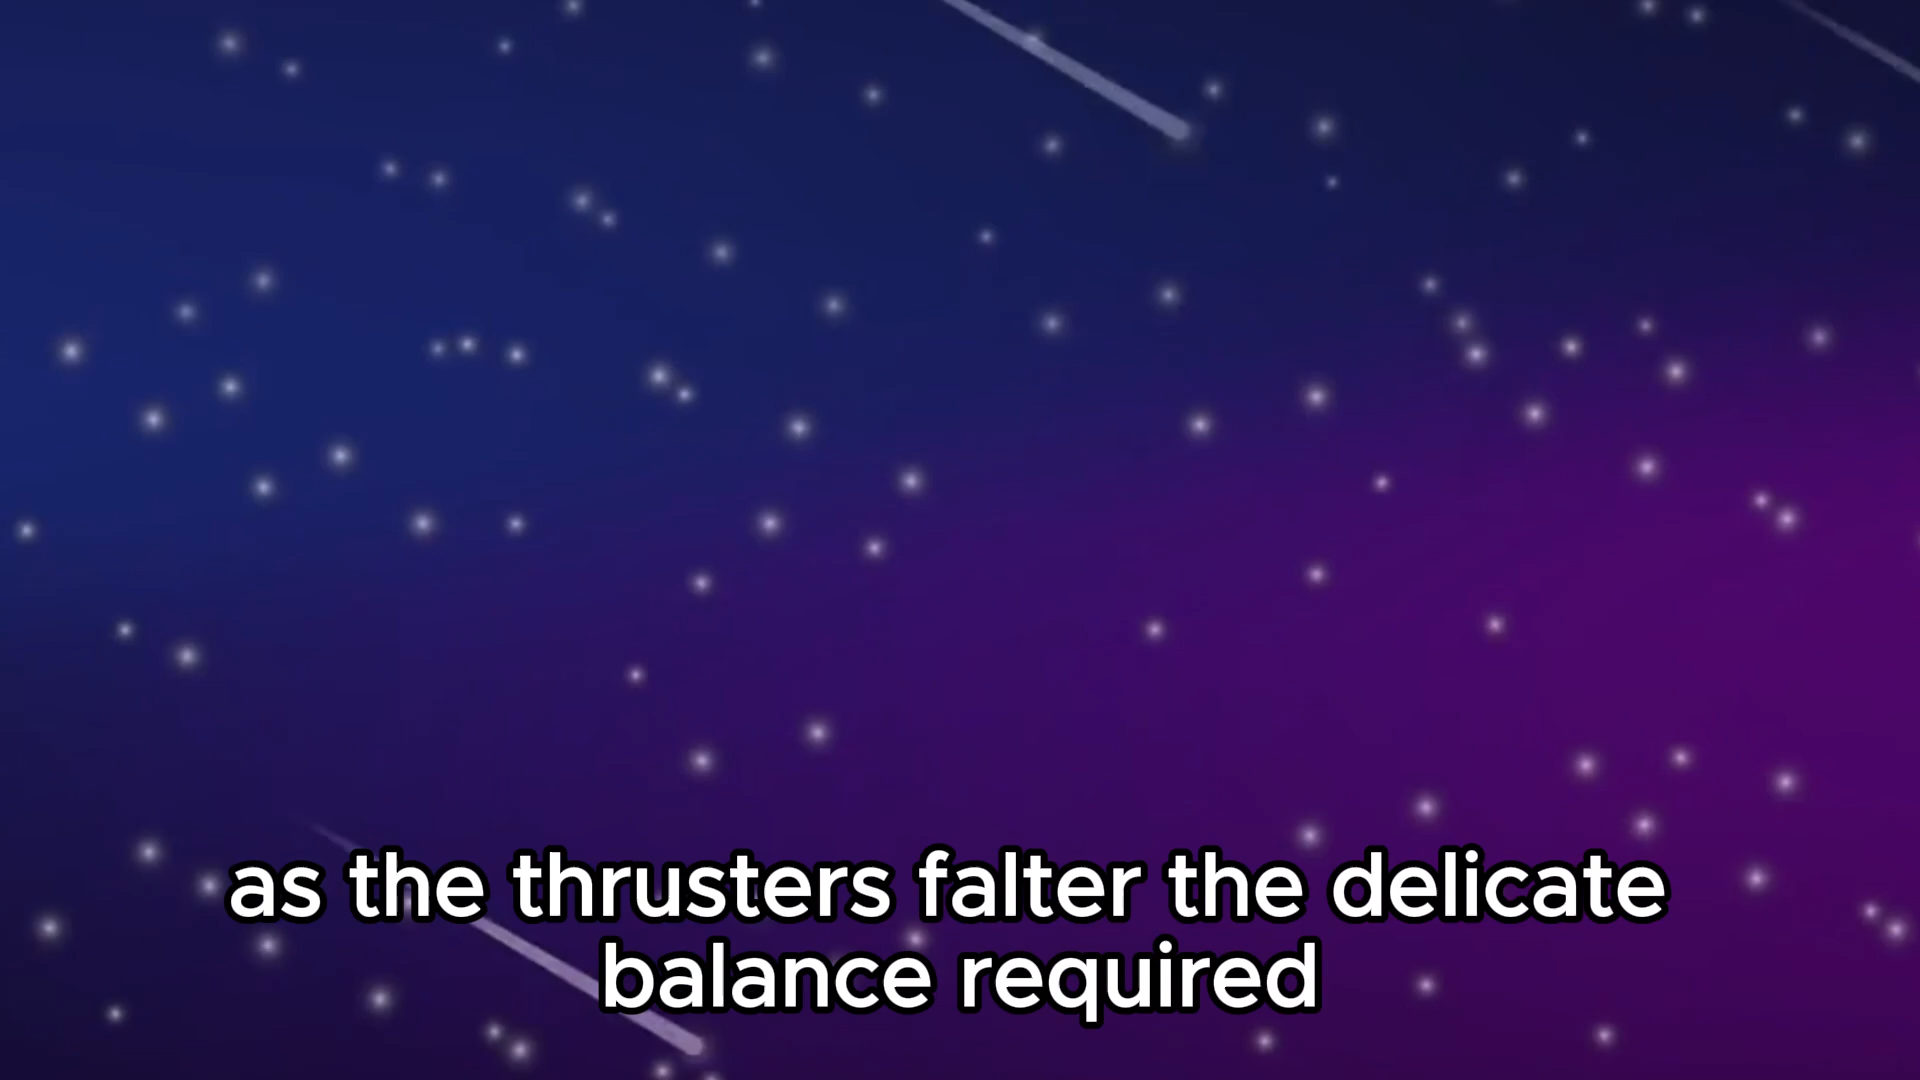 as the thrusters falter the delicate
balance required